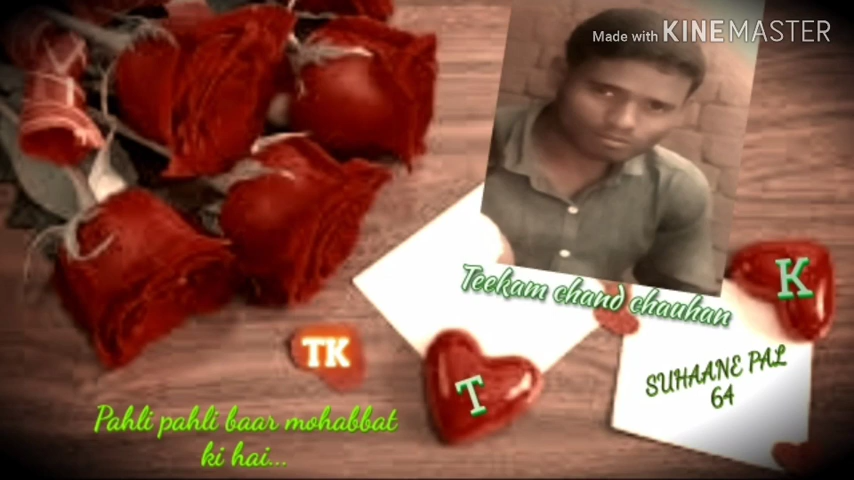 Made with KINEMASTER
Teekam chand chauhan
K
TK
T
SUHAANE PAL
64
Pahli pahli baar mohabbat
ki hai...